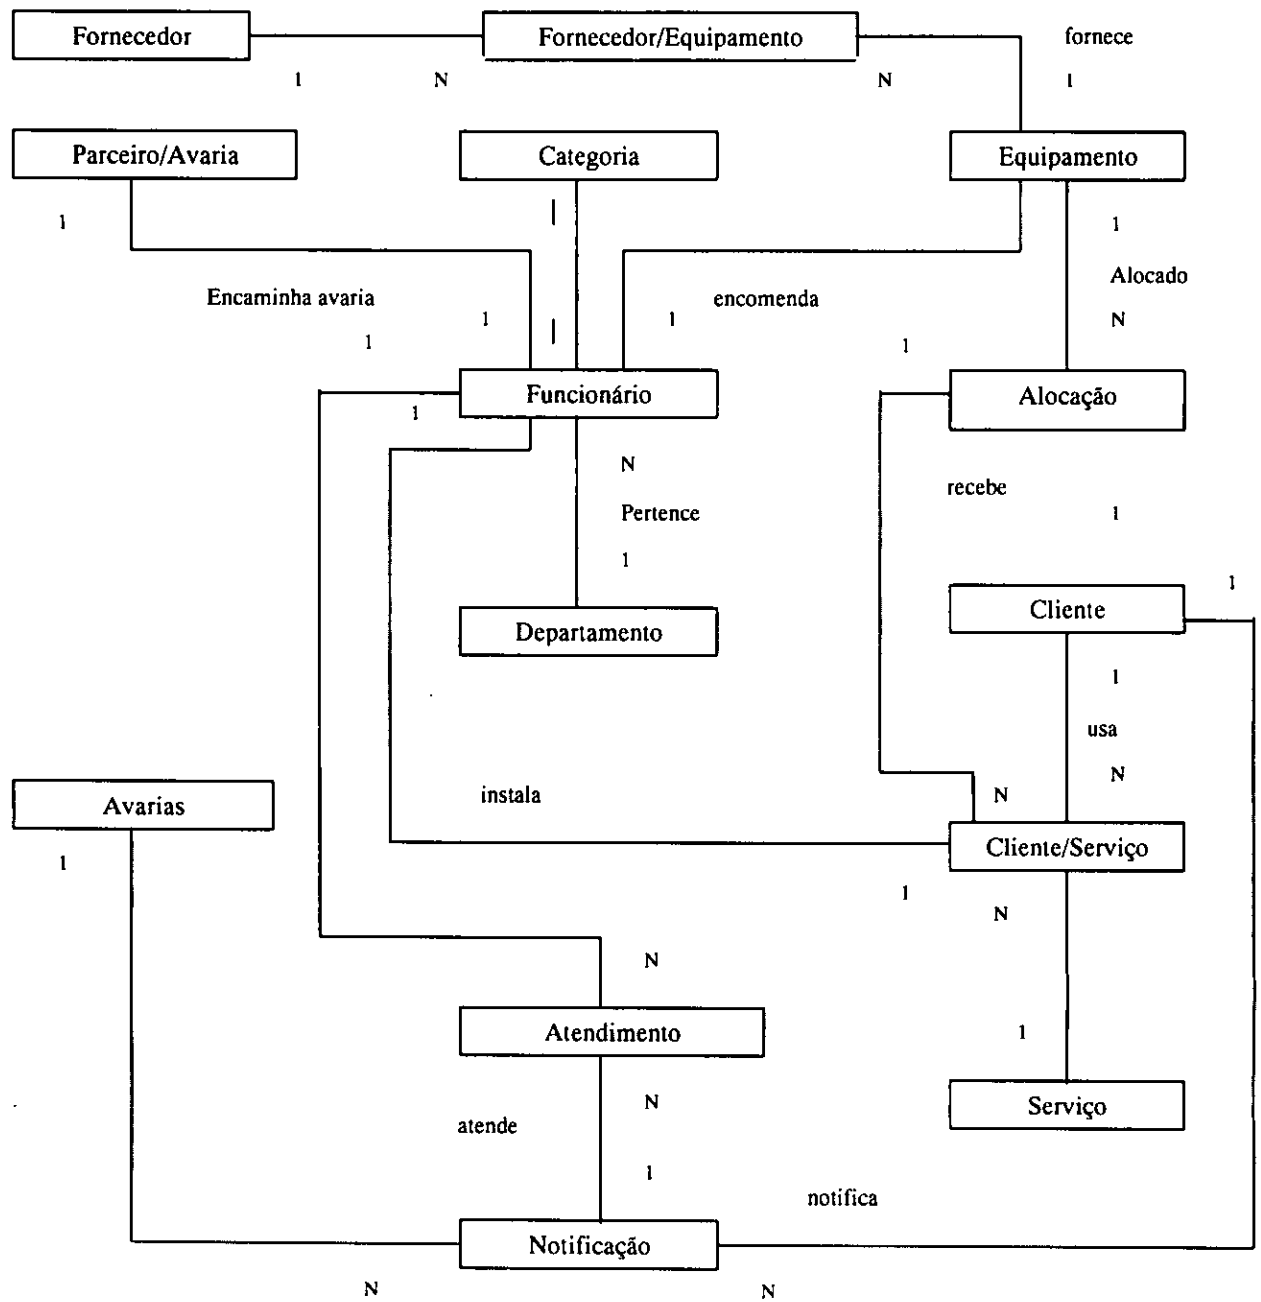 Fornecedor
Fornecedor/Equipamento
fornece
1
N
N
1
Parceiro/Avaria
Categoria
Equipamento
1
|
1
Encaminha avaria
encomenda
Alocado
1
1
|
1
N
1
1
Funcionário
Alocação
1
N
recebe
Pertence
1
1
1
Cliente
Departamento
1
usa
N
Avarias
instala
N
Cliente/Serviço
1
1
N
N
Atendimento
1
N
atende
Serviço
1
notifica
Notificação
N
N